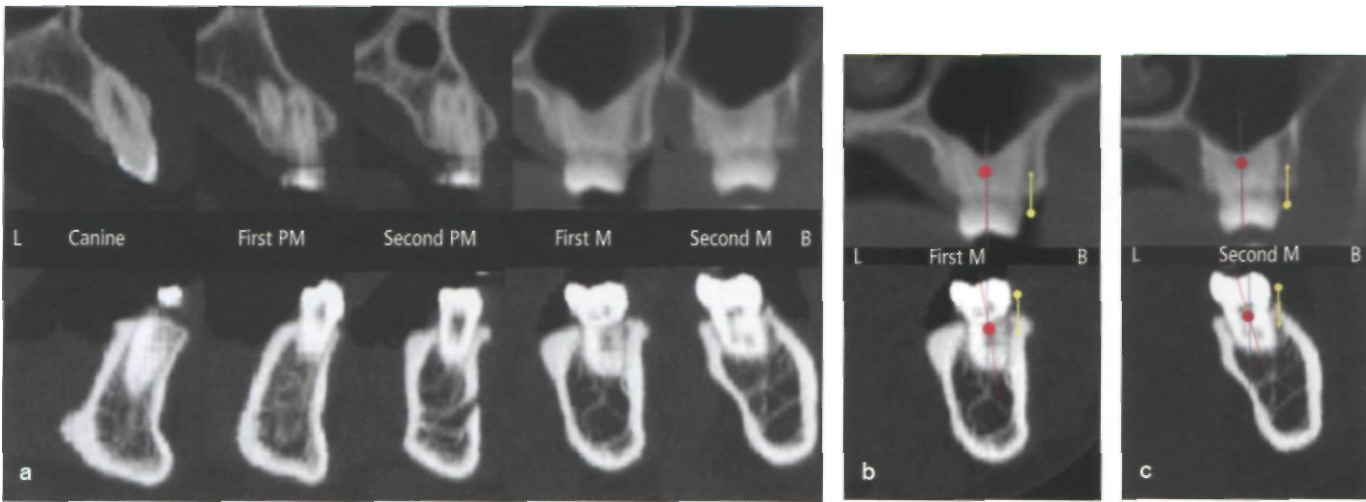 L Canine First PM Second PM First M Second M B
a
L First M B
b
L Second M B
c